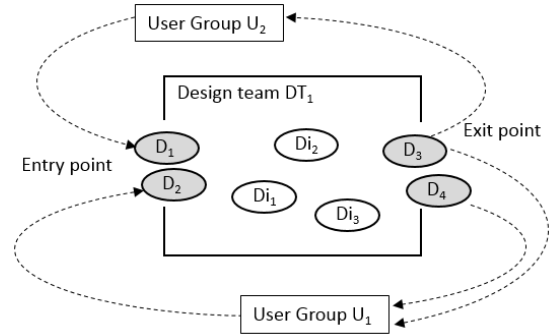 User Group U₂
Design team DT₁
D₁
Di₂
D₃
Exit point
Entry point
D₂
Di₁
Di₃
D₄
User Group U₁